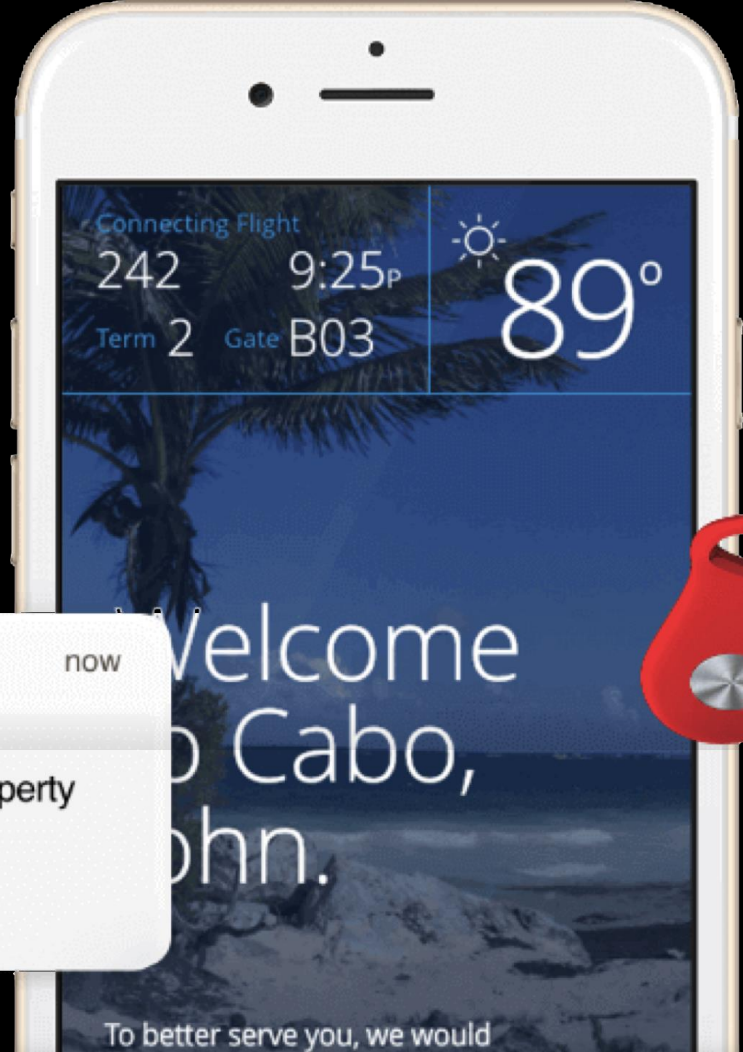 Connecting Flight
242 9:25P
Term 2 Gate B03
89°
now
perty
Welcome
o Cabo,
ohn.
To better serve you, we would